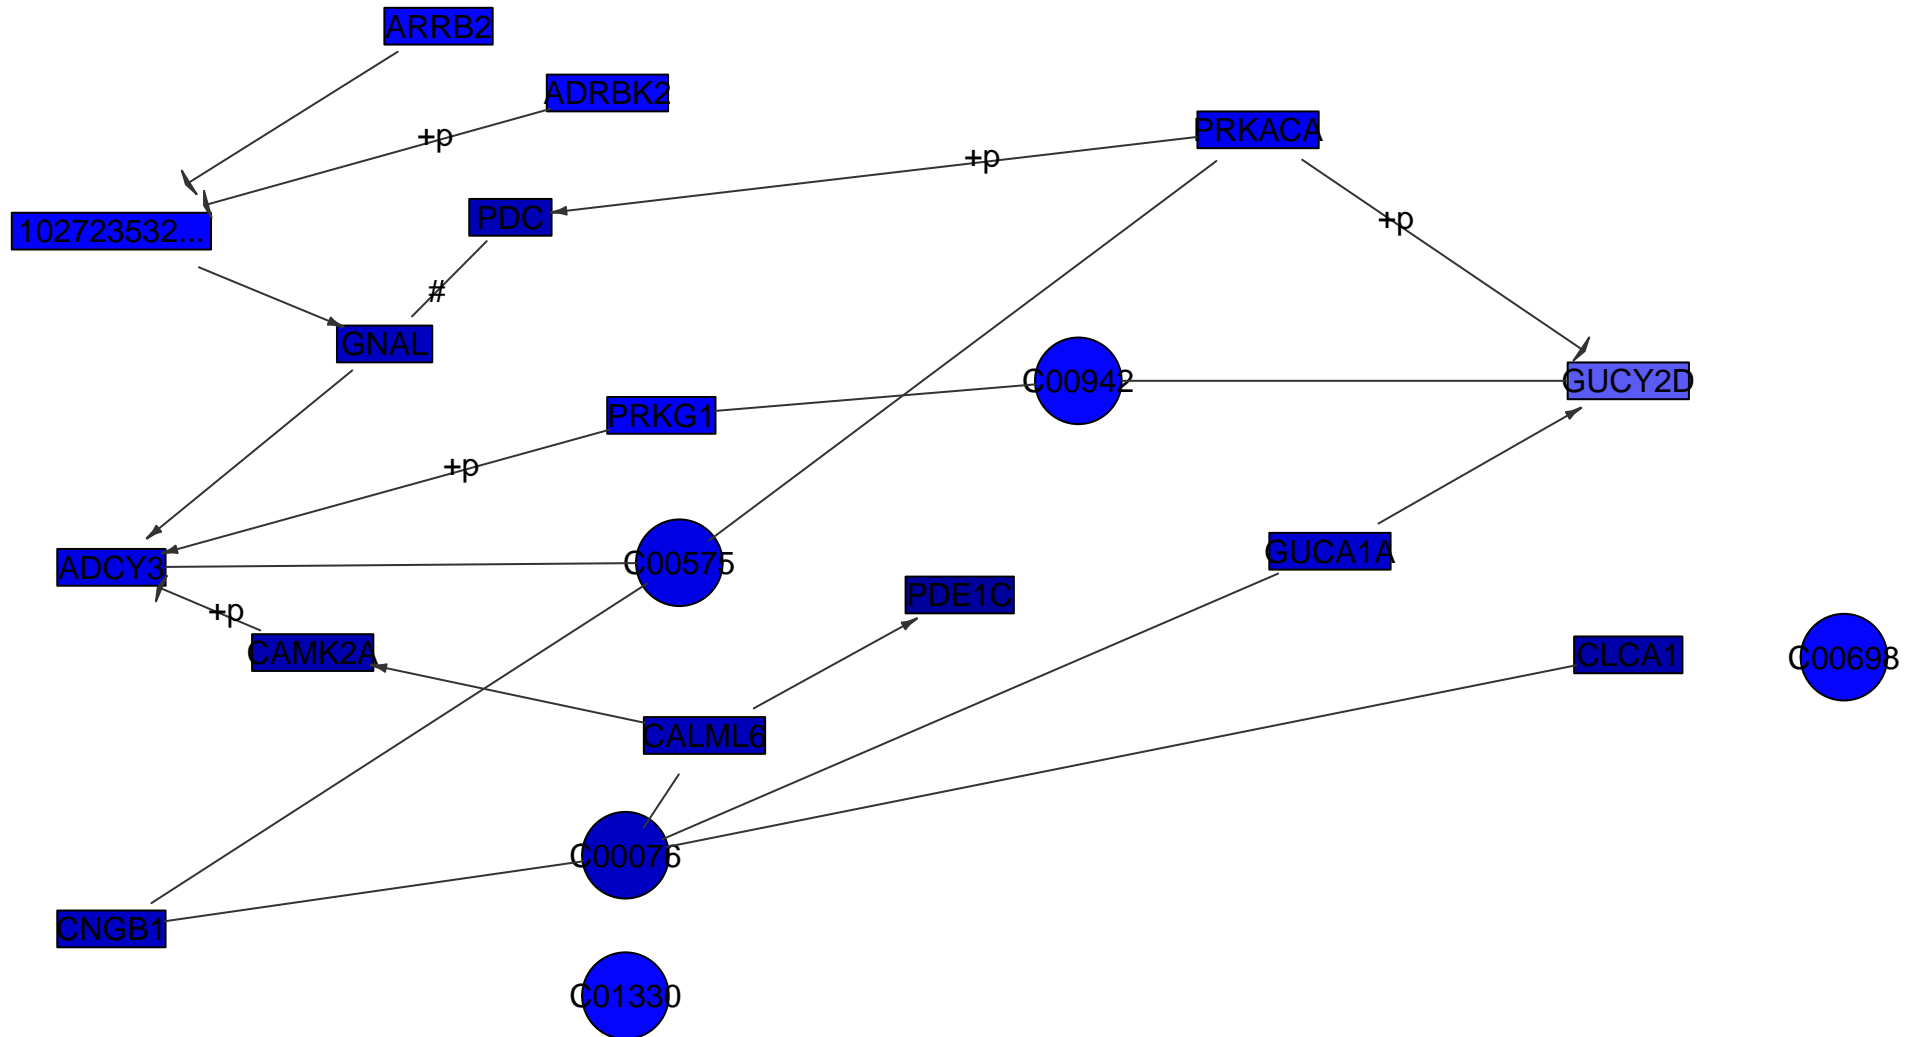 ARRB2
ADRBK2
PRKACA
+p
+p
102723532...
PDC
+p
#
GNAL
C00942
GUCY2D
PRKG1
+p
ADCY3
C00575
GUCA1A
PDE1C
+p
CAMK2A
CLCA1
C00698
CALML6
C00076
CNGB1
C01330